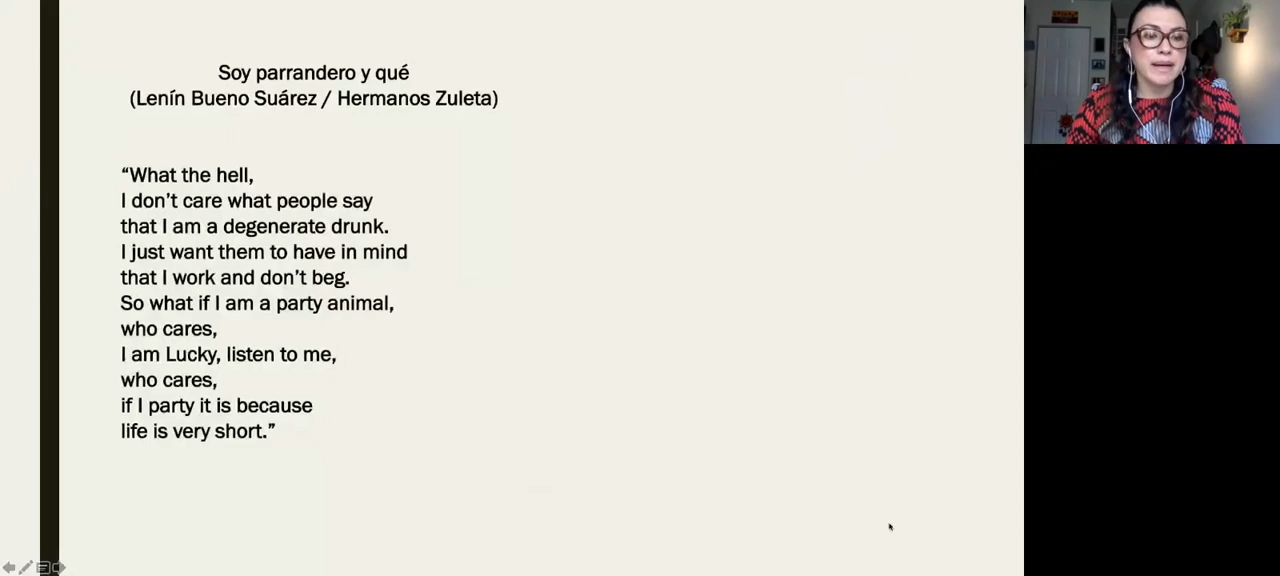 Soy parrandero y qué
(Lenín Bueno Suárez / Hermanos Zuleta)
“What the hell,
I don’t care what people say
that I am a degenerate drunk.
I just want them to have in mind
that I work and don’t beg.
So what if I am a party animal,
who cares,
I am Lucky, listen to me,
who cares,
if I party it is because
life is very short.”